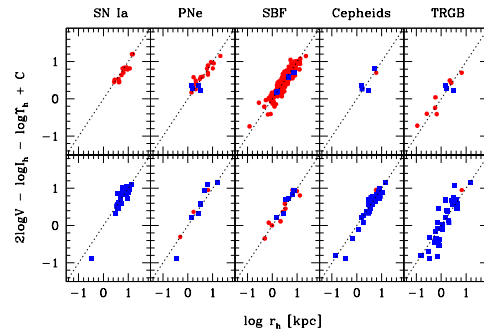 SN Ia PNe SBF Cepheids TRGB
1
0
−1
1
0
−1
2logV − logI_h − logΥ_h + C
−1 0 1 −1 0 1 −1 0 1 −1 0 1 −1 0 1
log r_h [kpc]